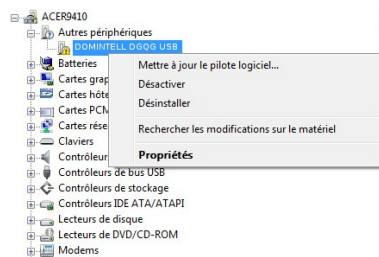 ACER9410
Autres périphériques
DOMINTELL DGQG USB
Batteries
Cartes
Cartes hôte
Cartes PCM
Cartes rése
Claviers
Contrôleurs
Contrôleurs de bus USB
Contrôleurs de stockage
Contrôleurs IDE ATA/ATAPI
Lecteurs de disque
Lecteurs de DVD/CD-ROM
Modems
Mettre à jour le pilote logiciel...
Désactiver
Désinstaller
Rechercher les modifications sur le matériel
Propriétés